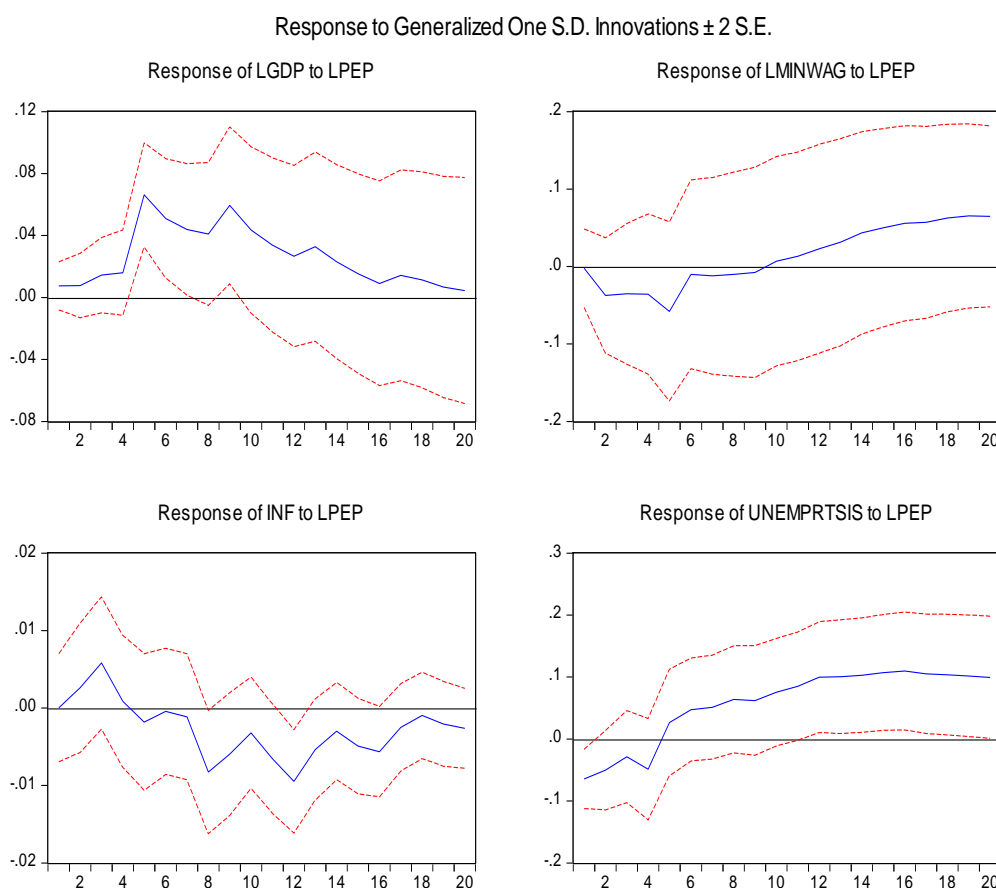 Response to Generalized One S.D. Innovations ± 2 S.E.
Response of LGDP to LPEP
.12
.08
.04
.00
-.04
-.08
2 4 6 8 10 12 14 16 18 20
Response of LMINWAG to LPEP
.2
.1
.0
-.1
-.2
2 4 6 8 10 12 14 16 18 20
Response of INF to LPEP
.02
.01
.00
-.01
-.02
2 4 6 8 10 12 14 16 18 20
Response of UNEMPRTSIS to LPEP
.3
.2
.1
.0
-.1
-.2
2 4 6 8 10 12 14 16 18 20